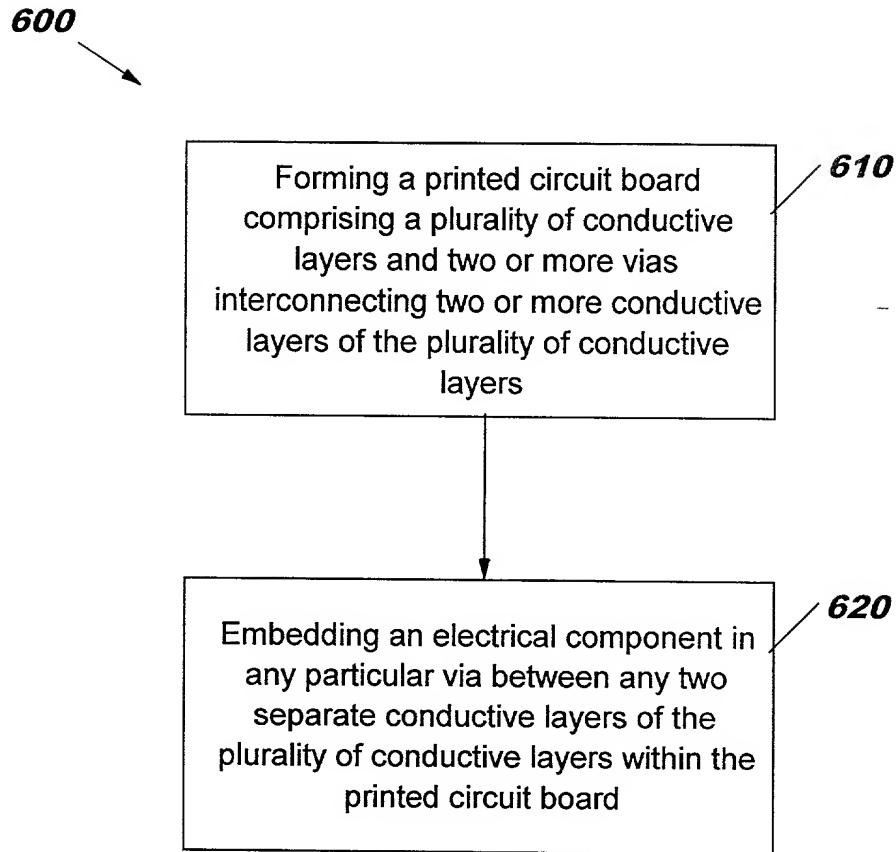 600
610
Forming a printed circuit board
comprising a plurality of conductive
layers and two or more vias
interconnecting two or more conductive
layers of the plurality of conductive
layers
620
Embedding an electrical component in
any particular via between any two
separate conductive layers of the
plurality of conductive layers within the
printed circuit board